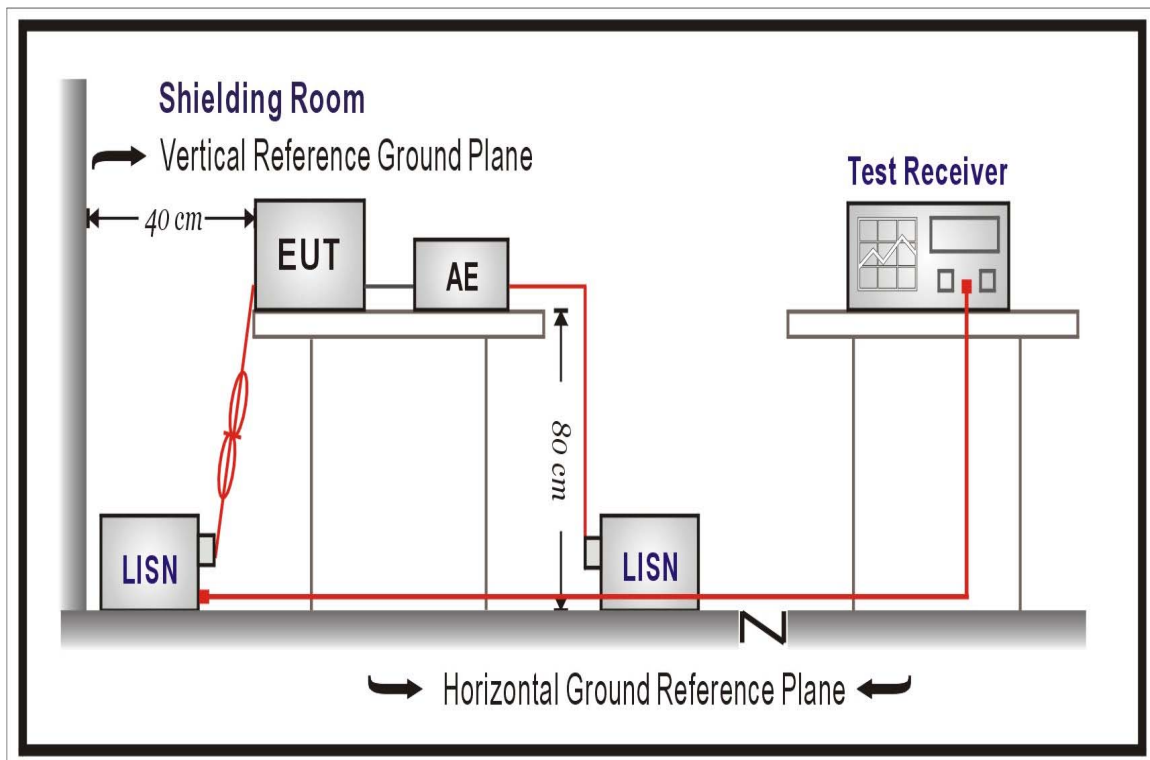 Shielding Room
Vertical Reference Ground Plane
Test Receiver
40 cm
EUT
AE
80 cm
LISN
LISN
Horizontal Ground Reference Plane